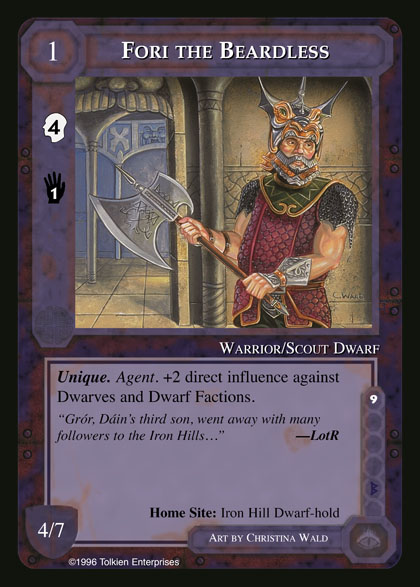 1
FORI THE BEARDLESS
4
1
C. WALD
WARRIOR/SCOUT DWARF
Unique. Agent. +2 direct influence against
Dwarves and Dwarf Factions.
“Grór, Dáin’s third son, went away with many
followers to the Iron Hills…” —LotR
9
Home Site: Iron Hill Dwarf-hold
4/7
ART BY CHRISTINA WALD
©1996 Tolkien Enterprises